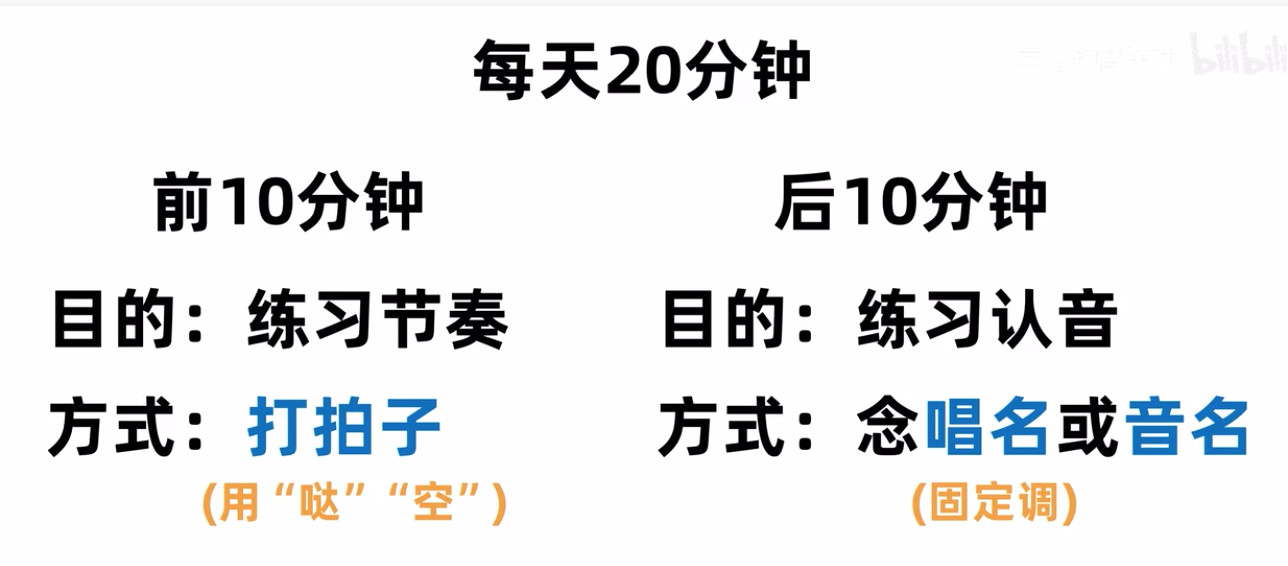 每天20分钟
bilibili
前10分钟
后10分钟
目的：练习节奏
目的：练习认音
方式：打拍子
方式：念唱名或音名
(用“哒”“空”)
(固定调)